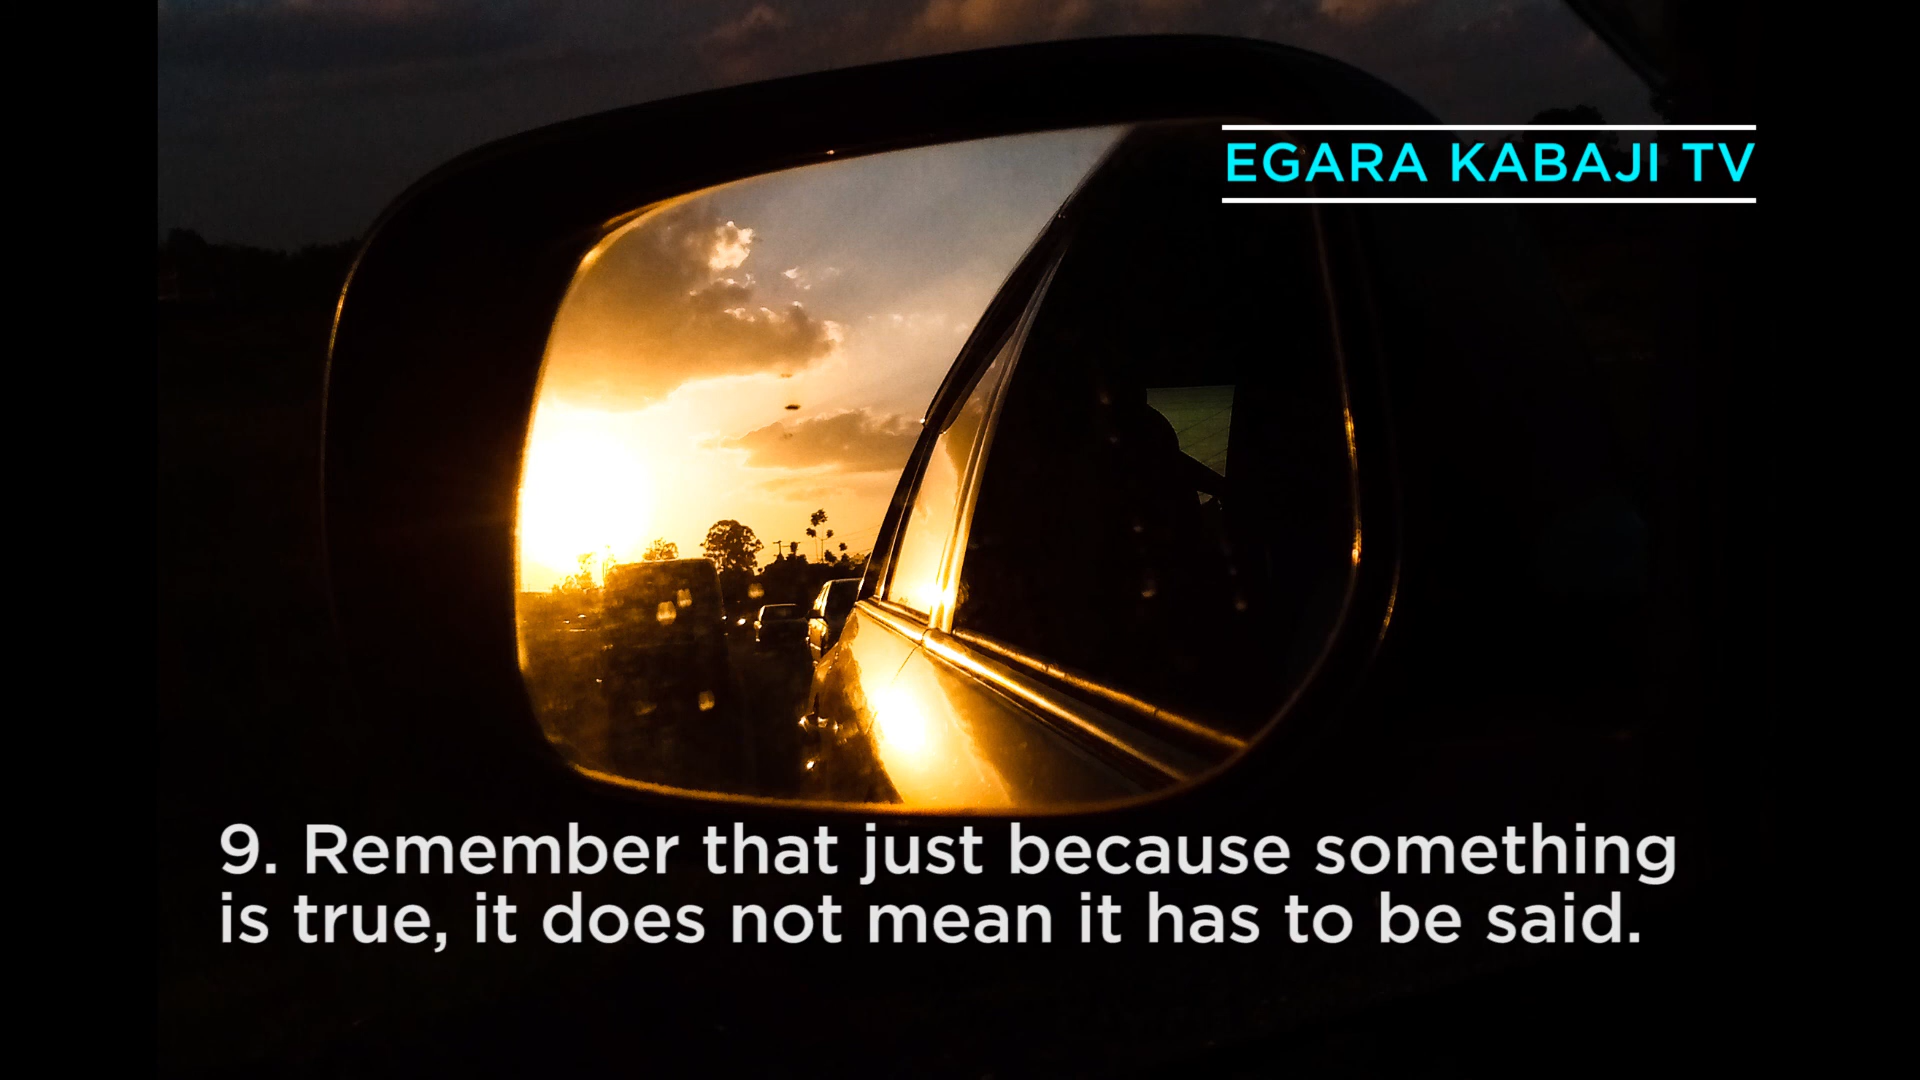 EGARA KABAJI TV
9. Remember that just because something
is true, it does not mean it has to be said.